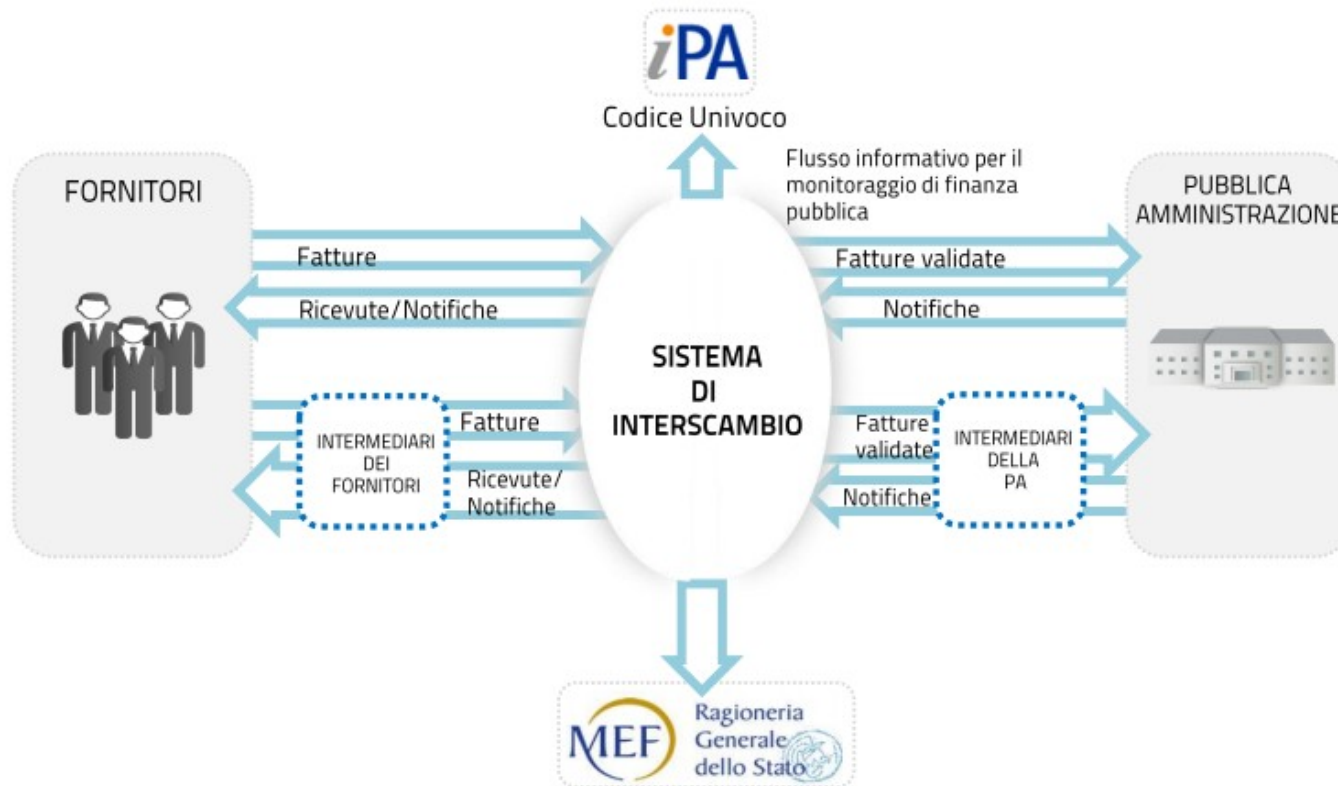 iPA
Codice Univoco
Flusso informativo per il
monitoraggio di finanza
pubblica
FORNITORI
PUBBLICA
AMMINISTRAZIONE
Fatture
Fatture validate
Ricevute/Notifiche
Notifiche
SISTEMA
DI
INTERSCAMBIO
INTERMEDIARI
DEI
FORNITORI
Fatture
Ricevute/
Notifiche
Fatture
validate
Notifiche
INTERMEDIARI
DELLA
PA
MEF
Ragioneria
Generale
dello Stato